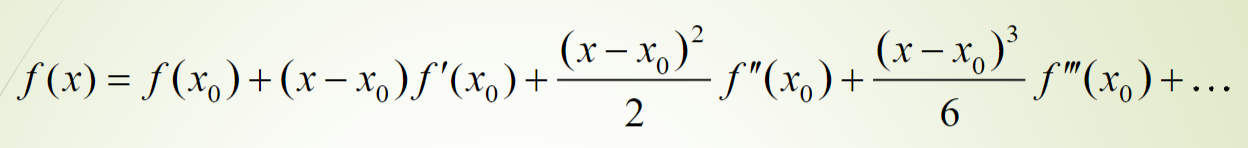 f(x) = f(x₀) + (x − x₀)f′(x₀) + (x − x₀)²/2 f″(x₀) + (x − x₀)³/6 f‴(x₀) + …